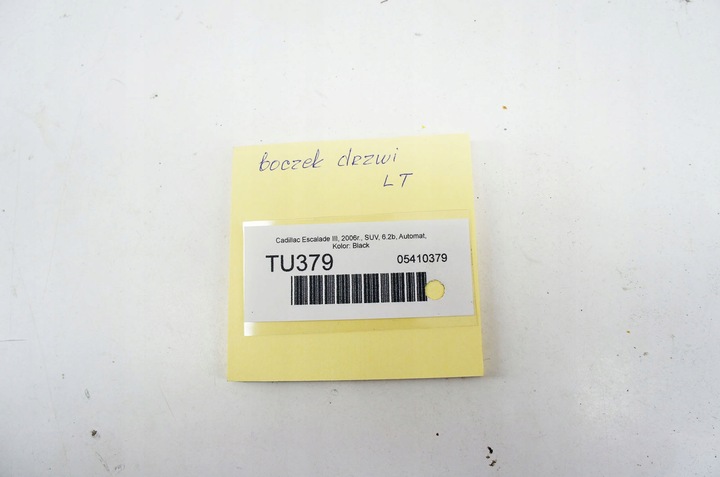 boczek drzwi
LT
Cadillac Escalade III, 2006r., SUV, 6.2b, Automat,
Kolor: Black
TU379 05410379